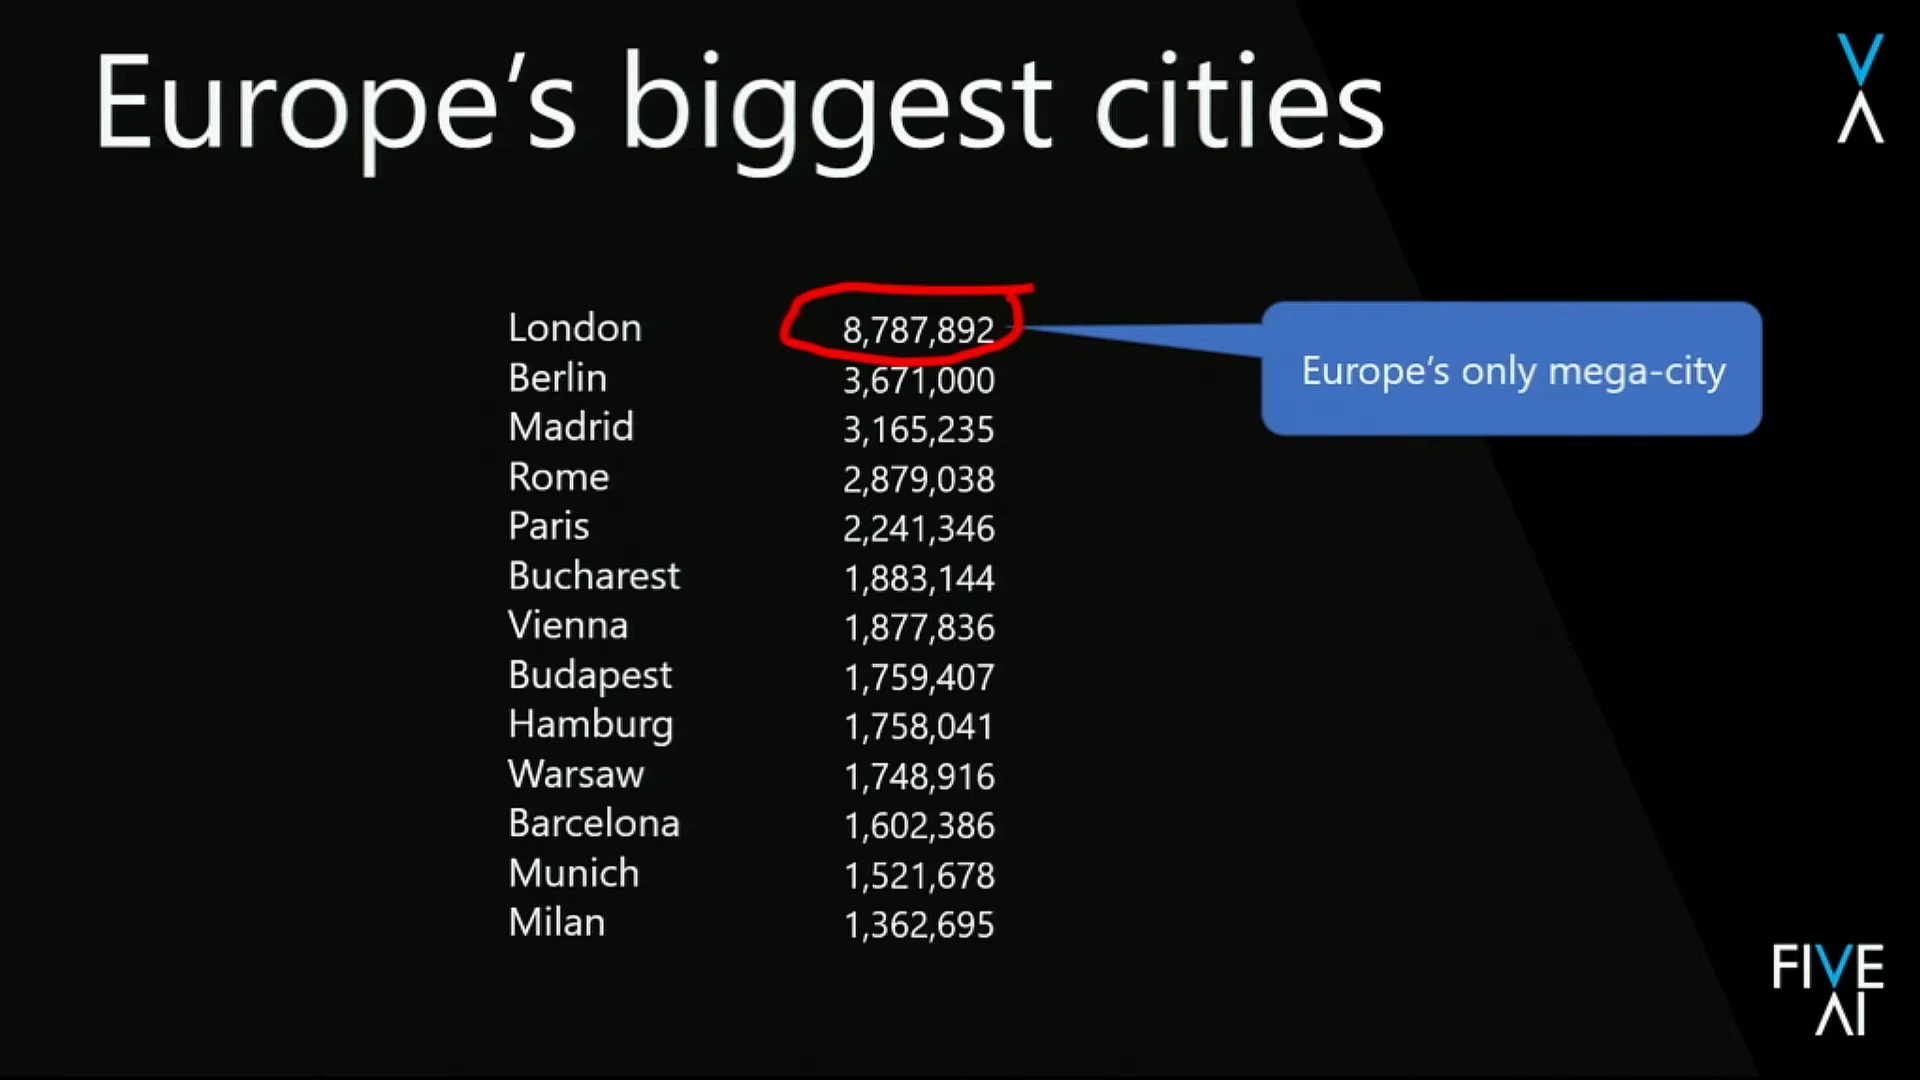 Europe’s biggest cities
London 8,787,892
Europe’s only mega-city
Berlin 3,671,000
Madrid 3,165,235
Rome 2,879,038
Paris 2,241,346
Bucharest 1,883,144
Vienna 1,877,836
Budapest 1,759,407
Hamburg 1,758,041
Warsaw 1,748,916
Barcelona 1,602,386
Munich 1,521,678
Milan 1,362,695
FIVE
AI